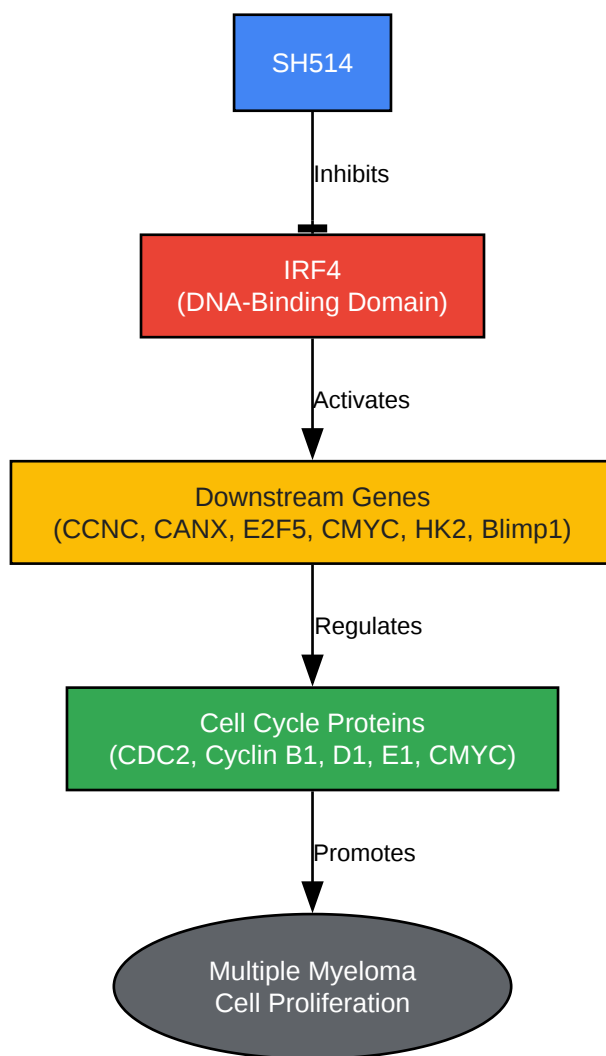 SH514
Inhibits
IRF4
(DNA-Binding Domain)
Activates
Downstream Genes
(CCNC, CANX, E2F5, CMYC, HK2, Blimp1)
Regulates
Cell Cycle Proteins
(CDC2, Cyclin B1, D1, E1, CMYC)
Promotes
Multiple Myeloma
Cell Proliferation